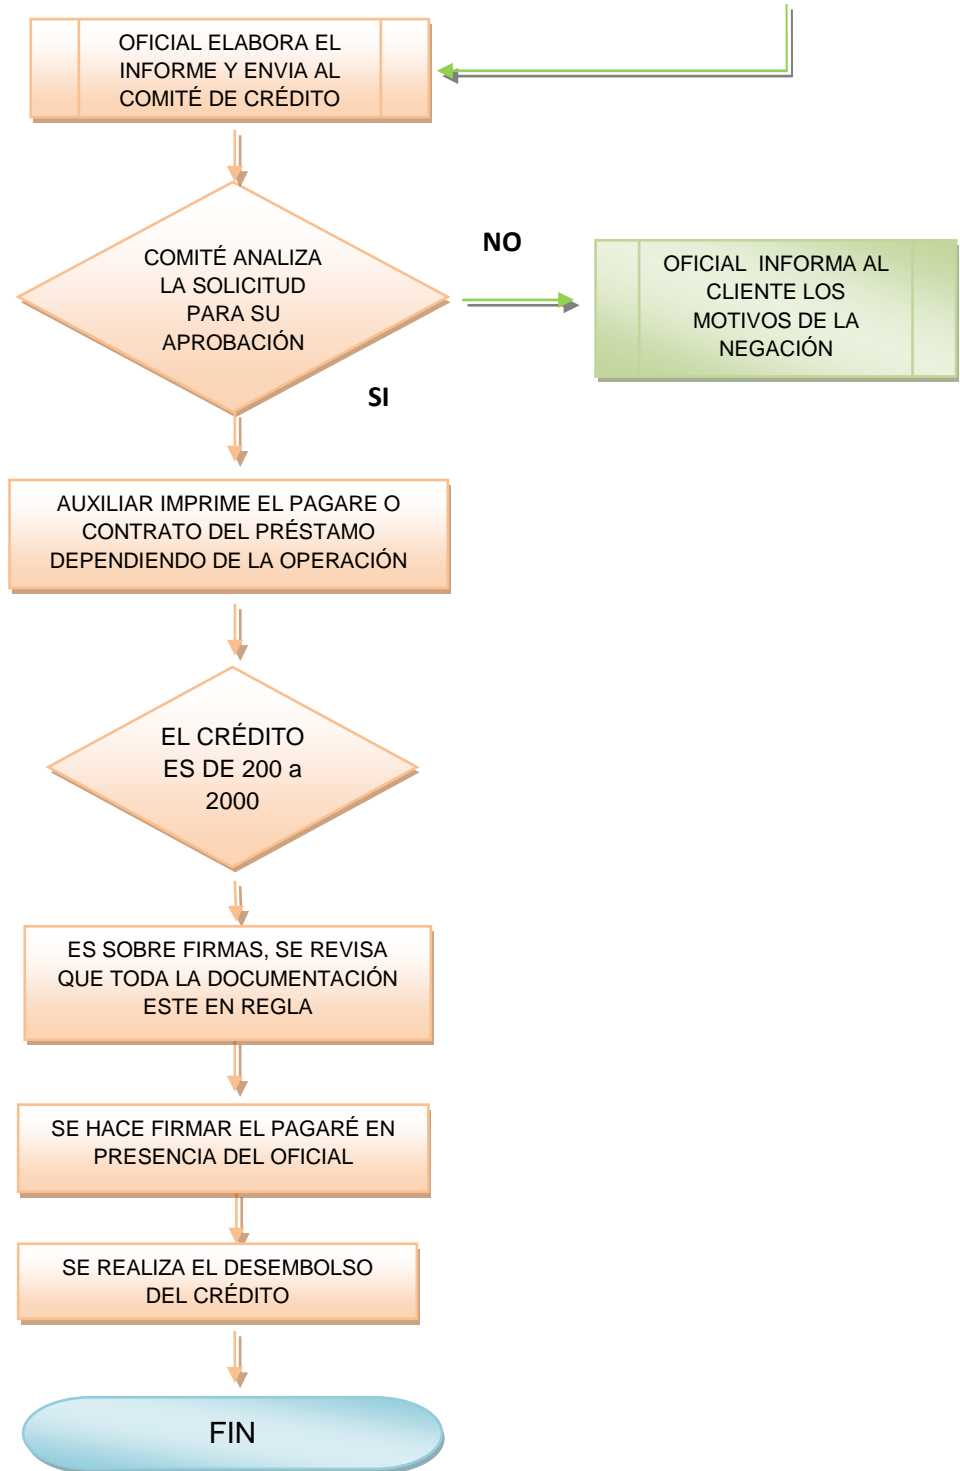 OFICIAL ELABORA EL
INFORME Y ENVIA AL
COMITÉ DE CRÉDITO
COMITÉ ANALIZA
LA SOLICITUD
PARA SU
APROBACIÓN
NO
OFICIAL INFORMA AL
CLIENTE LOS
MOTIVOS DE LA
NEGACIÓN
SI
AUXILIAR IMPRIME EL PAGARE O
CONTRATO DEL PRÉSTAMO
DEPENDIENDO DE LA OPERACIÓN
EL CRÉDITO
ES DE 200 a
2000
ES SOBRE FIRMAS, SE REVISA
QUE TODA LA DOCUMENTACIÓN
ESTE EN REGLA
SE HACE FIRMAR EL PAGARÉ EN
PRESENCIA DEL OFICIAL
SE REALIZA EL DESEMBOLSO
DEL CRÉDITO
FIN